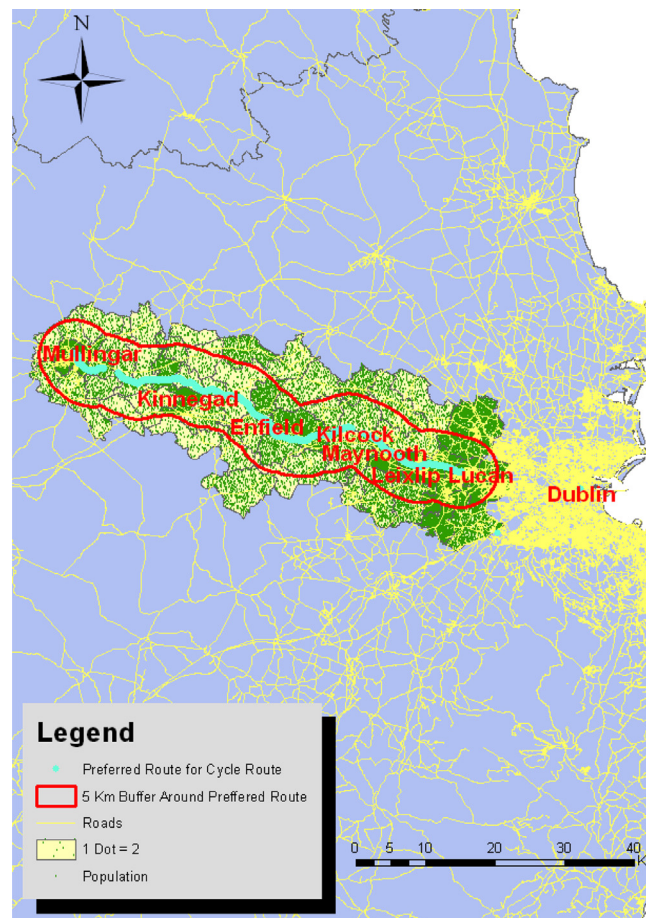 N
Mullingar
Kinnegad
Enfield
Kilcock
Maynooth
Leixlip Lucan
Dublin
Legend
Preferred Route for Cycle Route
5 Km Buffer Around Preffered Route
Roads
1 Dot = 2
Population
0 10 20 30 40
K